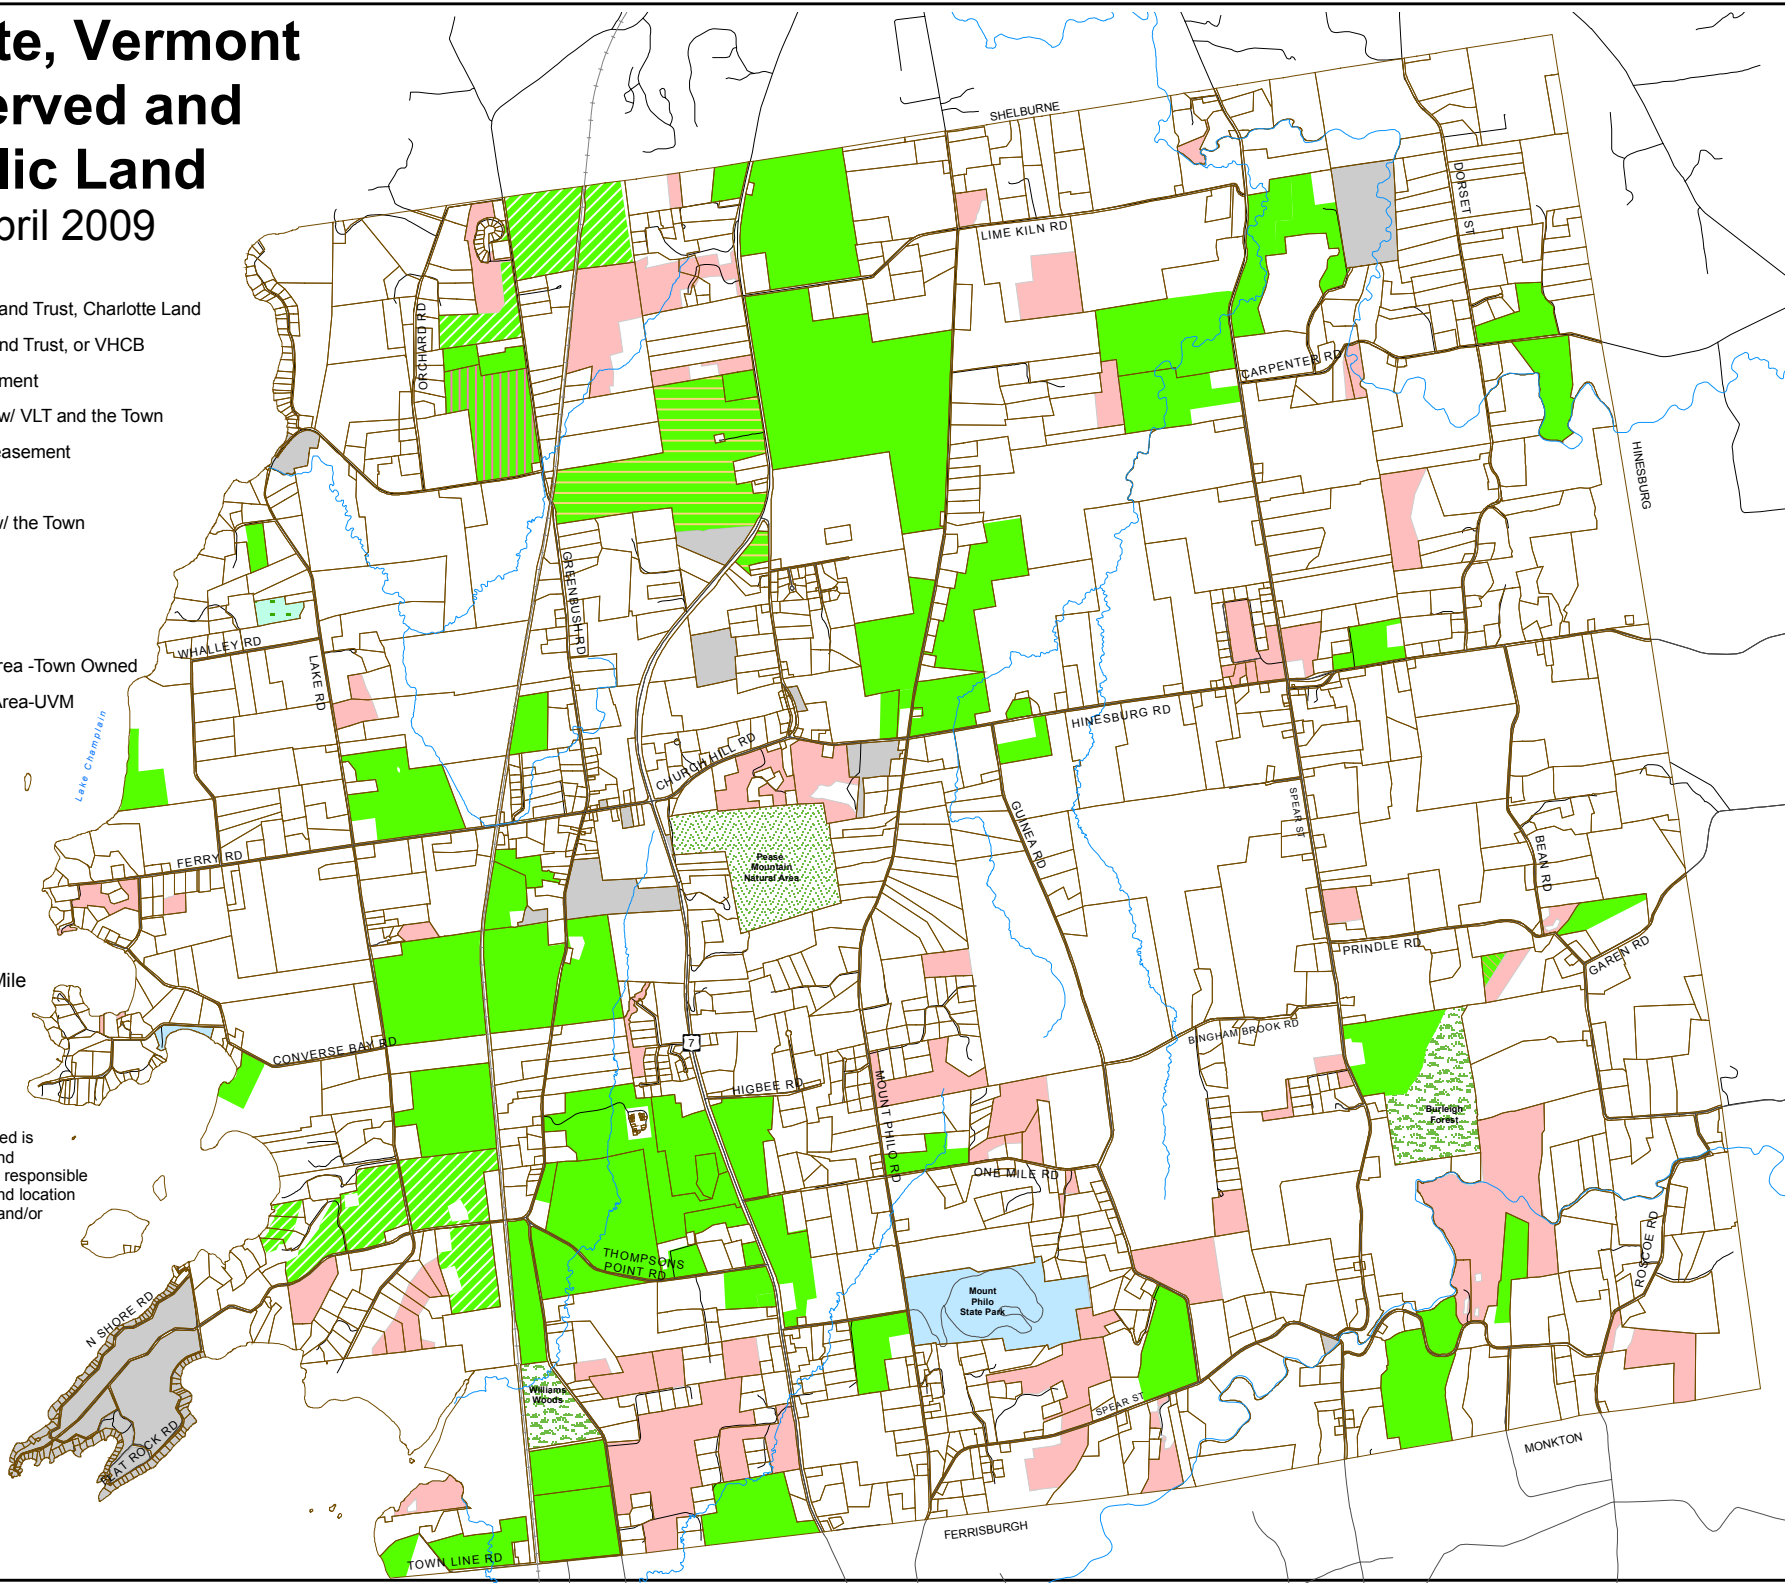 te, Vermont
erved and
lic Land
pril 2009
and Trust, Charlotte Land
nd Trust, or VHCB
ment
w/ VLT and the Town
easement
w/ the Town
rea -Town Owned
Area-UVM
Mile
ed is
nd
responsible
nd location
and/or
SHELBURNE
DORSET ST
LIME KILN RD
ORCHARD RD
CARPENTER RD
HINESBURG
GREENBUSH RD
WHALLEY RD
LAKE RD
Lake Champlain
HINESBURG RD
CHURCH HILL RD
SPEAR ST
GUINEA RD
BEAN RD
FERRY RD
Pease
Mountain
Natural Area
PRINDLE RD
GAREN RD
CONVERSE BAY RD
7
BINGHAM BROOK RD
HIGBEE RD
MOUNT PHILO RD
Burleigh
Forest
ONE MILE RD
ROSCOE RD
THOMPSONS
POINT RD
Mount
Philo
State Park
N SHORE RD
Williams
Woods
SPEAR ST
FLAT ROCK RD
MONKTON
FERRISBURGH
TOWN LINE RD